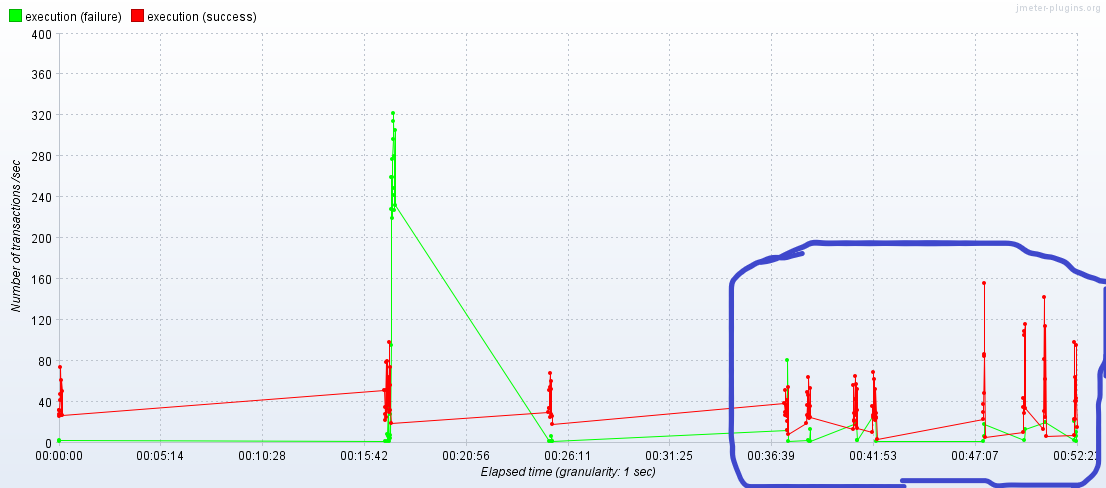 jmeter-plugins.org
execution (failure) execution (success)
400
360
320
280
240
200
160
120
80
40
0
Number of transactions /sec
00:00:00 00:05:14 00:10:28 00:15:42 00:20:56 00:26:11 00:31:25 00:36:39 00:41:53 00:47:07 00:52:2
Elapsed time (granularity: 1 sec)